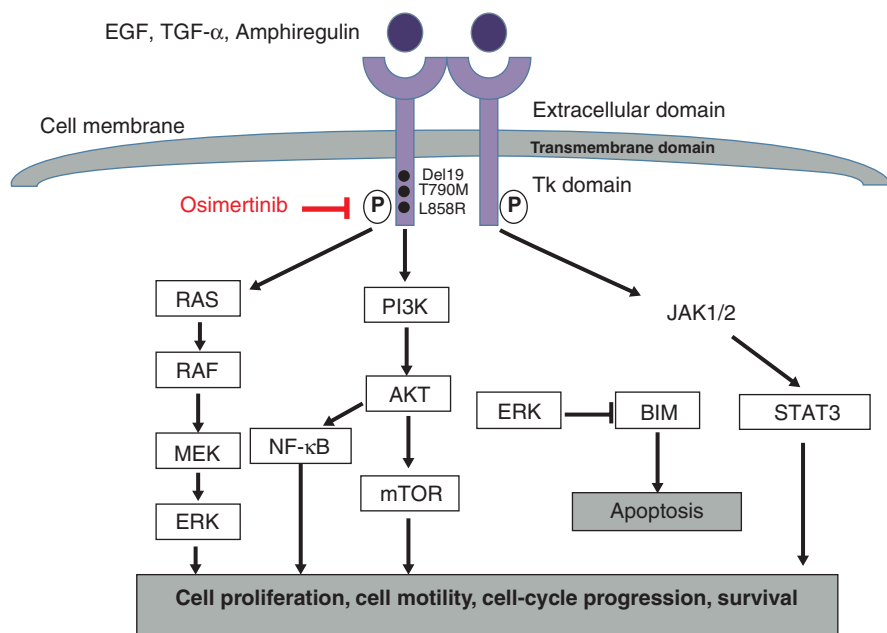 EGF, TGF-α, Amphiregulin
Extracellular domain
Cell membrane
Transmembrane domain
Del19
T790M
L858R
Tk domain
Osimertinib
P
P
RAS
PI3K
JAK1/2
RAF
AKT
ERK
BIM
STAT3
MEK
NF-κB
mTOR
Apoptosis
ERK
Cell proliferation, cell motility, cell-cycle progression, survival